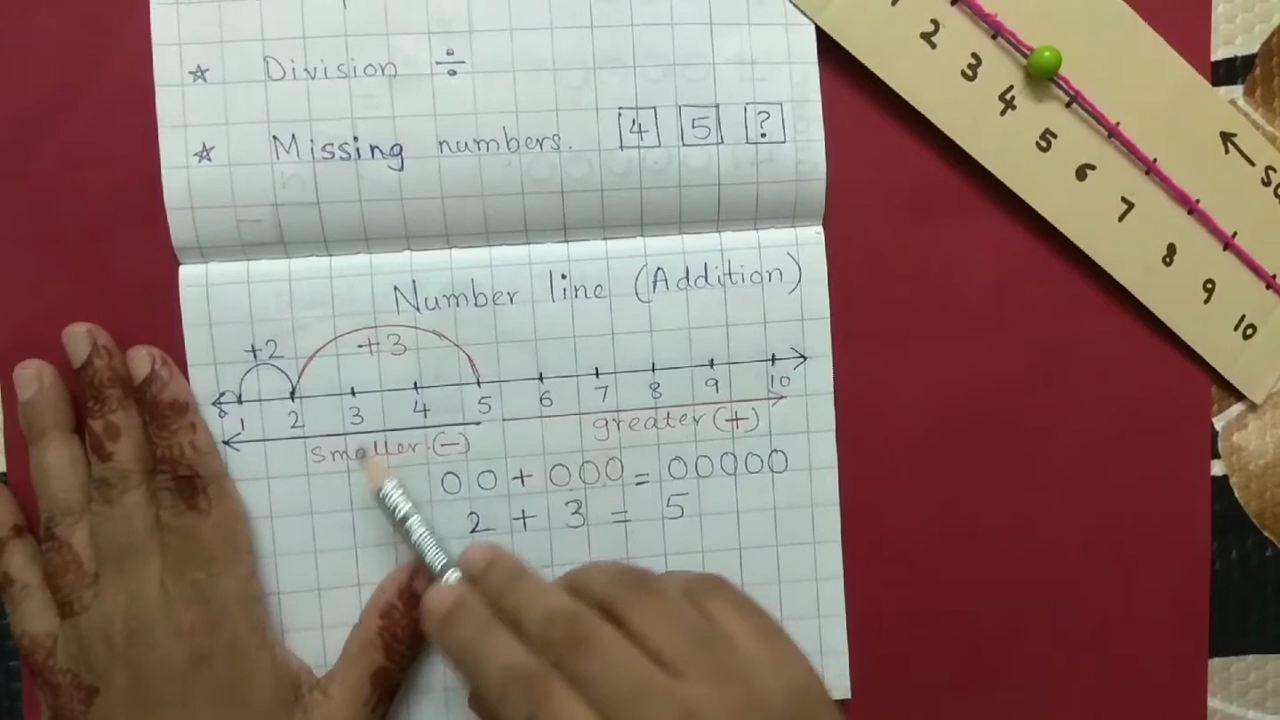 ☆ Division ÷
☆ Missing numbers. 4 5 ?
Number line (Addition)
+2 +3
1 2 3 4 5 6 7 8 9 10
smaller (-) greater (+)
00 + 000 = 00000
2 + 3 = 5
2 3 4 5 6 7 8 9 10